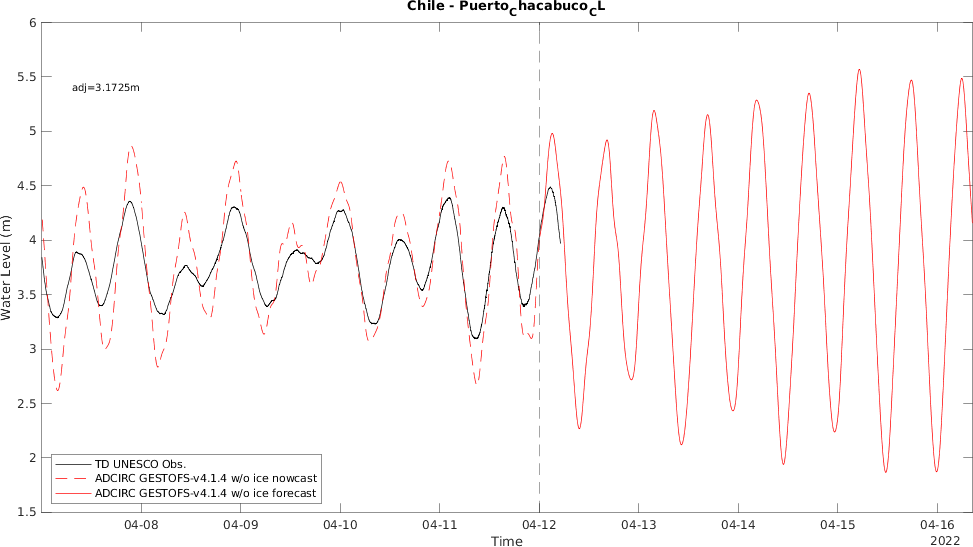 Chile - Puerto_Chacabuco_CL
6
5.5
5
4.5
4
3.5
3
2.5
2
1.5
Water Level (m)
adj=3.1725m
TD UNESCO Obs.
ADCIRC GESTOFS-v4.1.4 w/o ice nowcast
ADCIRC GESTOFS-v4.1.4 w/o ice forecast
04-08 04-09 04-10 04-11 04-12 04-13 04-14 04-15 04-16
Time
2022